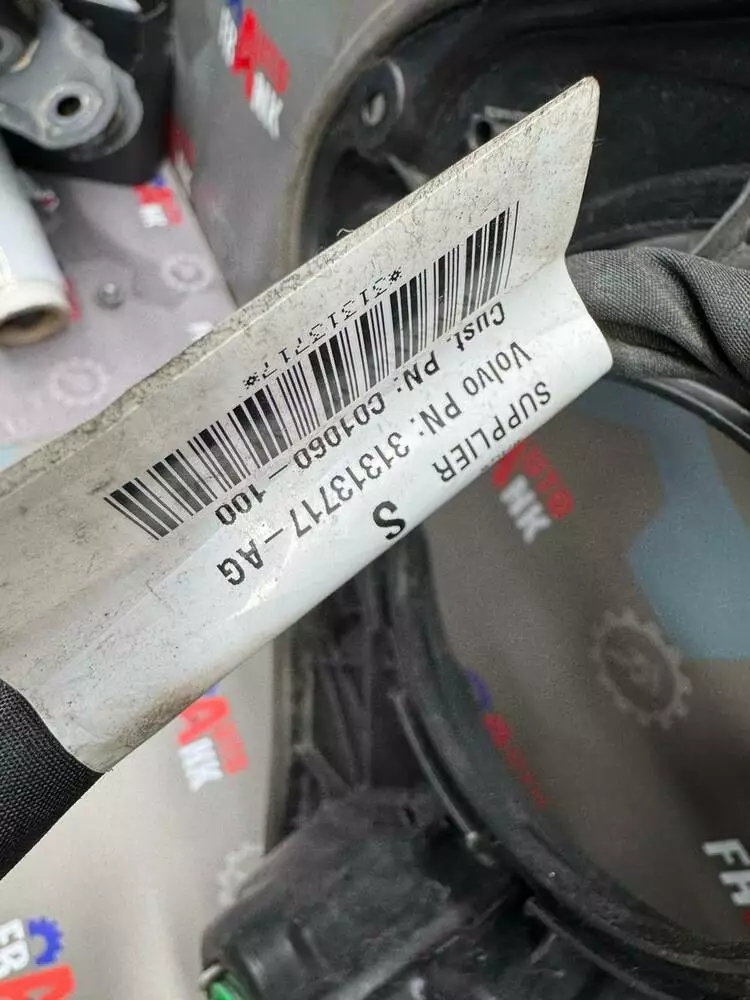 SUPPLIER S
Volvo PN: 31313717-AG
Cust. PN: C01060-100
*31313717*